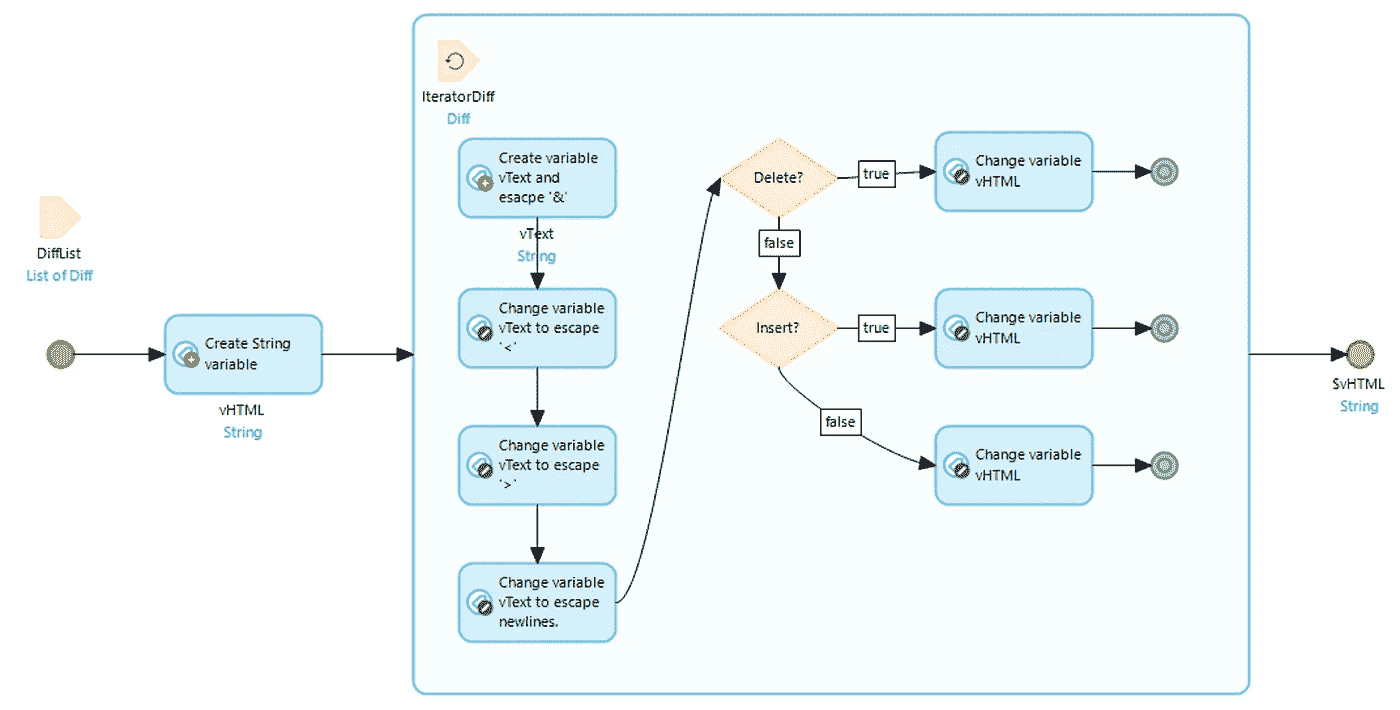 DiffList
List of Diff
Create String
variable
vHTML
String
IteratorDiff
Diff
Create variable
vText and
esacpe '&'
vText
String
Change variable
vText to escape
'<'
Change variable
vText to escape
'>'
Change variable
vText to escape
newlines.
Delete?
true
Change variable
vHTML
false
Insert?
true
Change variable
vHTML
false
Change variable
vHTML
$vHTML
String